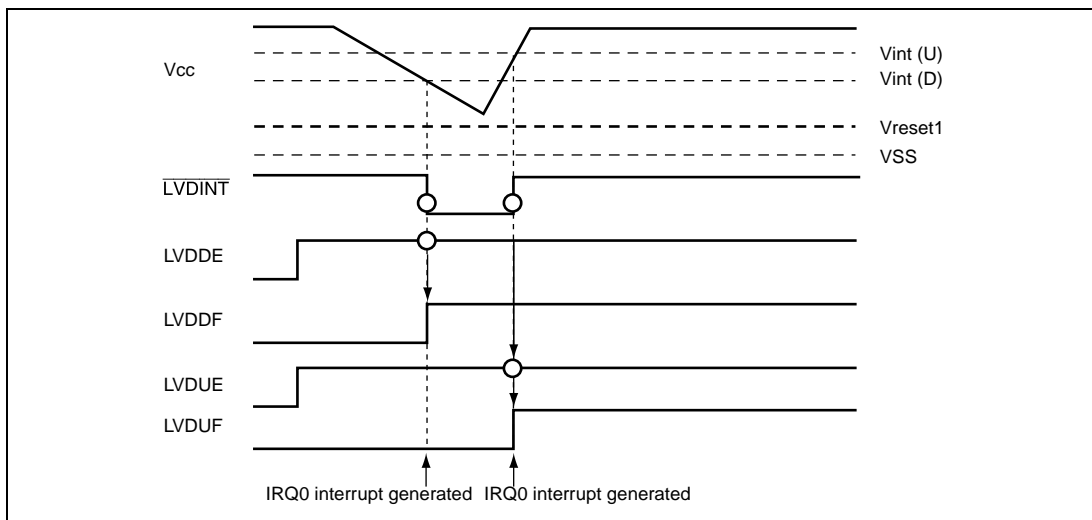 Vcc
Vint (U)
Vint (D)
Vreset1
VSS
LVDINT
LVDDE
LVDDF
LVDUE
LVDUF
IRQ0 interrupt generated
IRQ0 interrupt generated